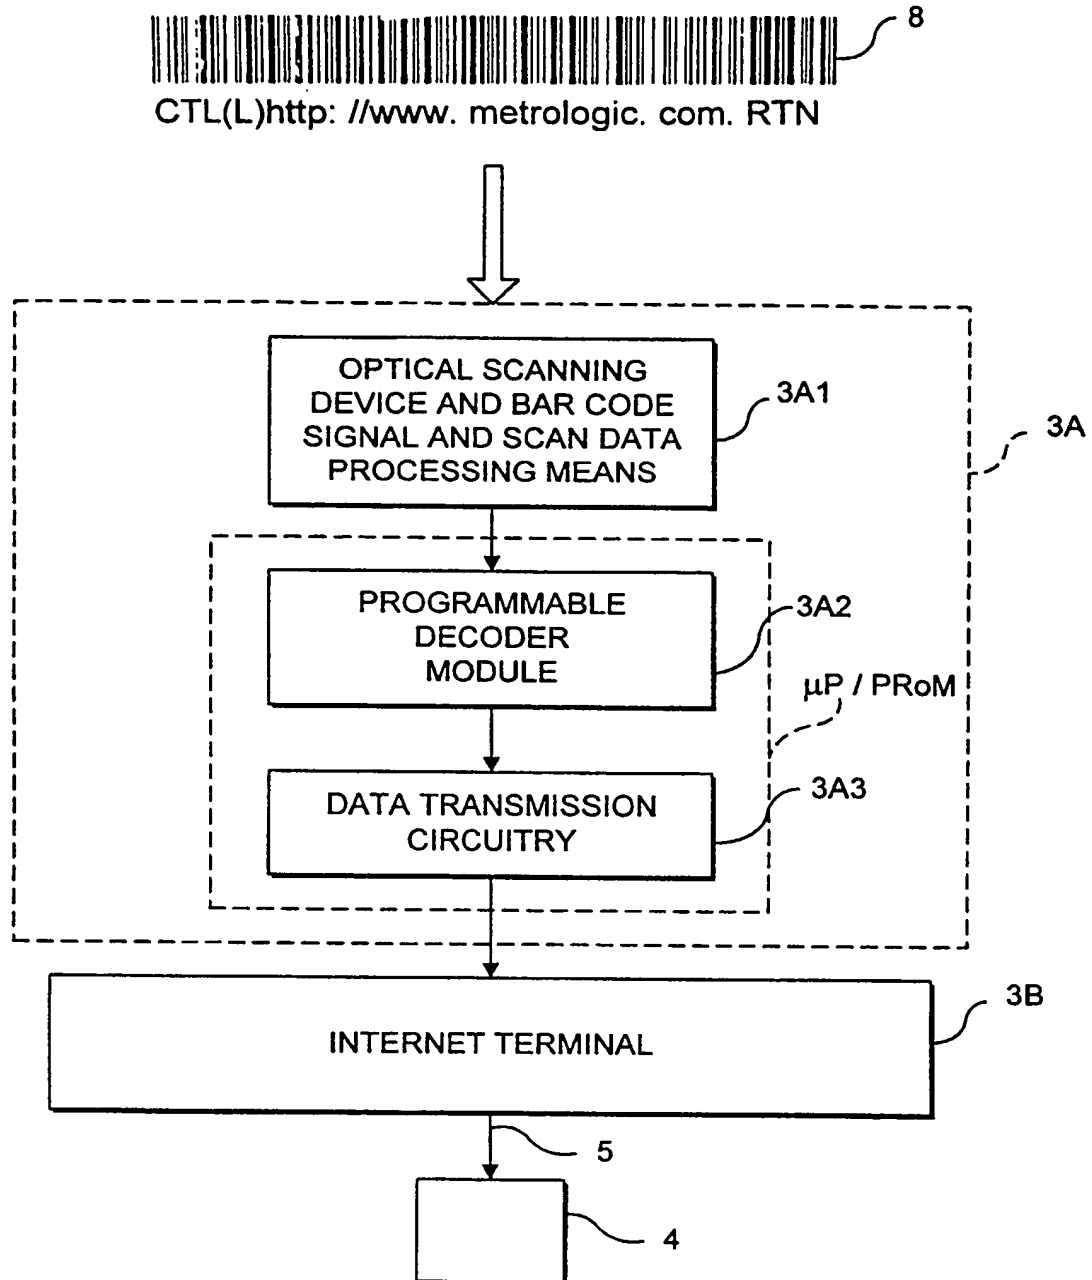 8
CTL(L)http: //www. metrologic. com. RTN
OPTICAL SCANNING
DEVICE AND BAR CODE
SIGNAL AND SCAN DATA
PROCESSING MEANS
3A1
3A
PROGRAMMABLE
DECODER
MODULE
3A2
µP / PRoM
DATA TRANSMISSION
CIRCUITRY
3A3
INTERNET TERMINAL
3B
5
4